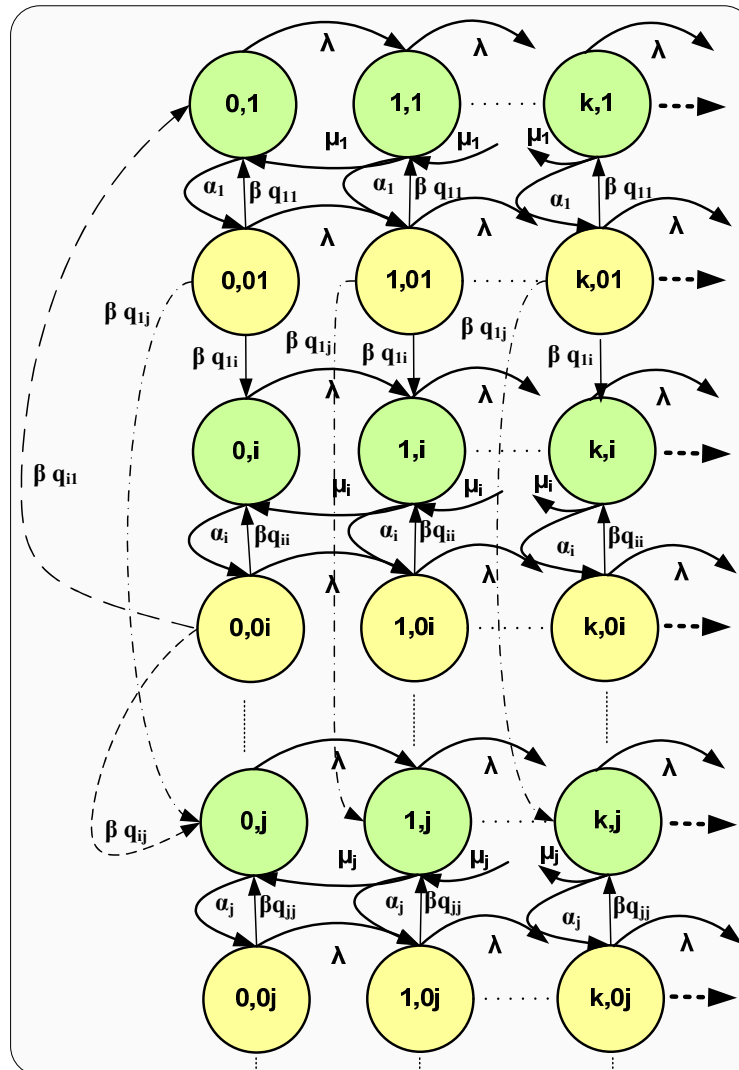 λ λ λ
0,1 1,1 k,1
μ1 μ1 μ1
α1 β q11 α1 β q11 α1 β q11
λ λ λ
0,01 1,01 k,01
β q1j β q1i β q1j β q1i β q1j β q1i
λ λ λ
0,i 1,i k,i
β qi1
μi μi μi
αi βqii αi βqii αi βqii
λ λ λ
0,0i 1,0i k,0i
λ λ λ
0,j 1,j k,j
β qij
μj μj μj
αj βqjj αj βqjj αj βqjj
λ λ λ
0,0j 1,0j k,0j